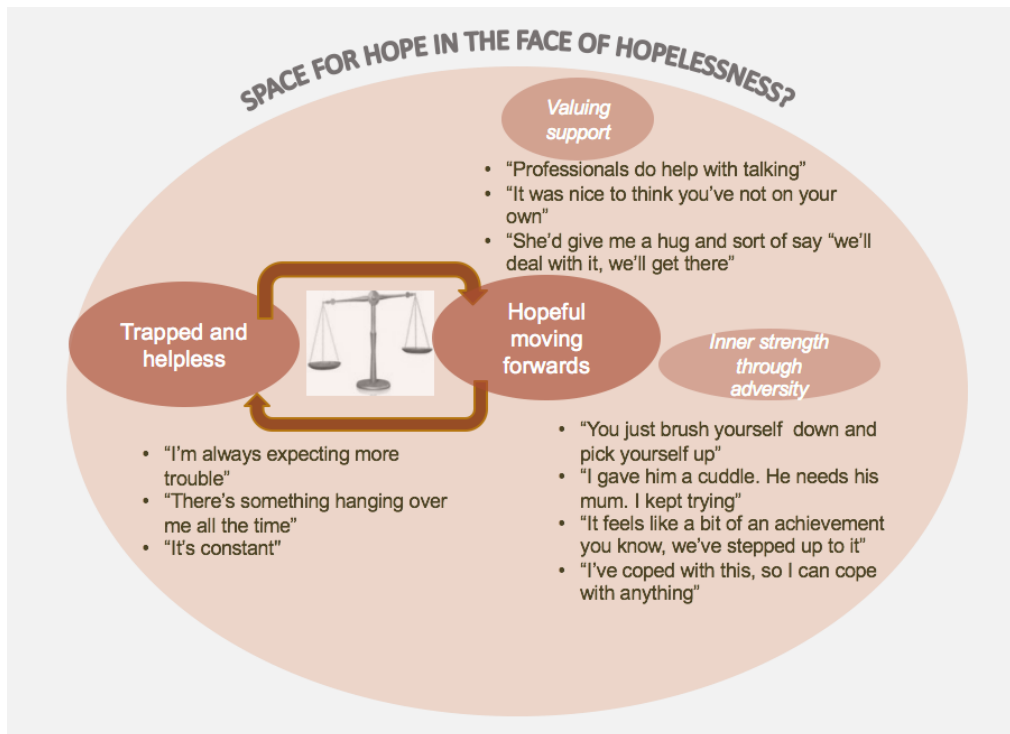 SPACE FOR HOPE IN THE FACE OF HOPELESSNESS?
Valuing
support
• “Professionals do help with talking”
• “It was nice to think you’ve not on your
own”
• “She’d give me a hug and sort of say “we’ll
deal with it, we’ll get there”
Trapped and
helpless
Hopeful
moving
forwards
Inner strength
through
adversity
• “I’m always expecting more
trouble”
• “There’s something hanging over
me all the time”
• “It’s constant”
• “You just brush yourself  down and
pick yourself up”
• “I gave him a cuddle. He needs his
mum. I kept trying”
• “It feels like a bit of an achievement
you know, we’ve stepped up to it”
• “I’ve coped with this, so I can cope
with anything”